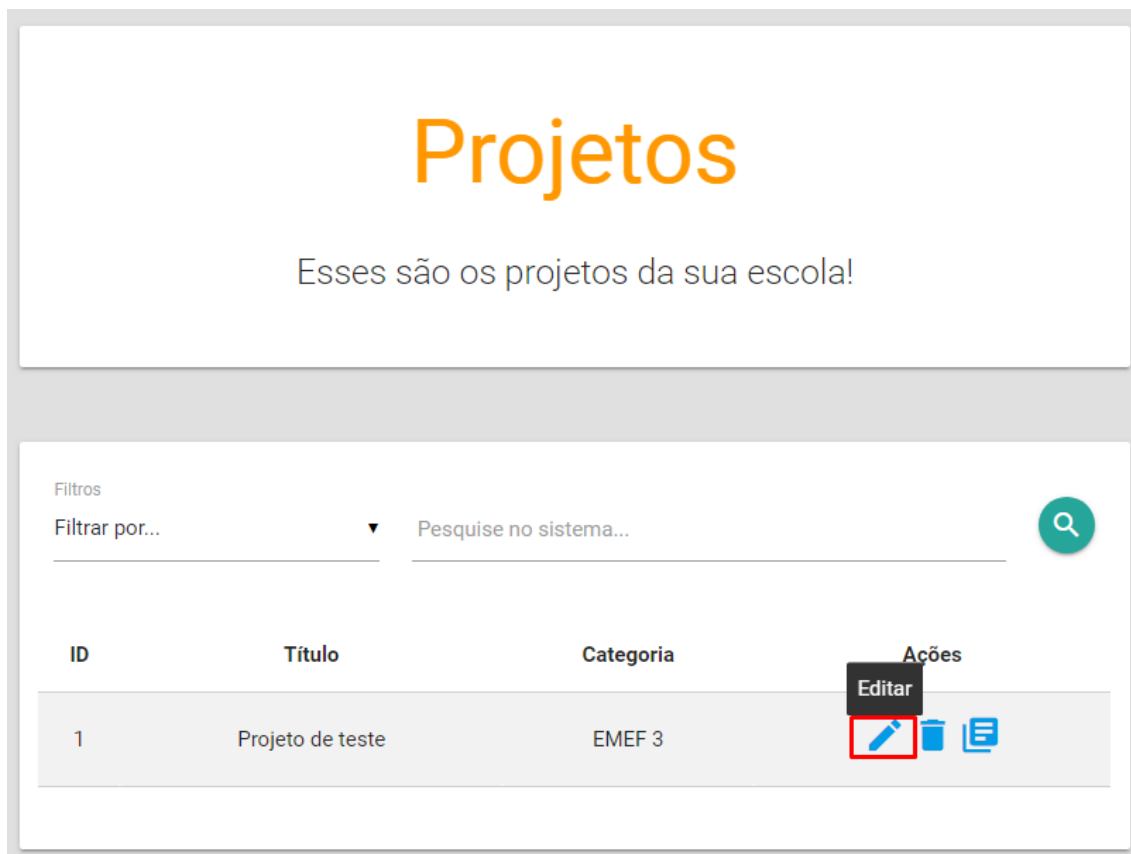 Projetos
Esses são os projetos da sua escola!
Filtros
Filtrar por... Pesquise no sistema...
ID Título Categoria Ações
Editar
1 Projeto de teste EMEF 3